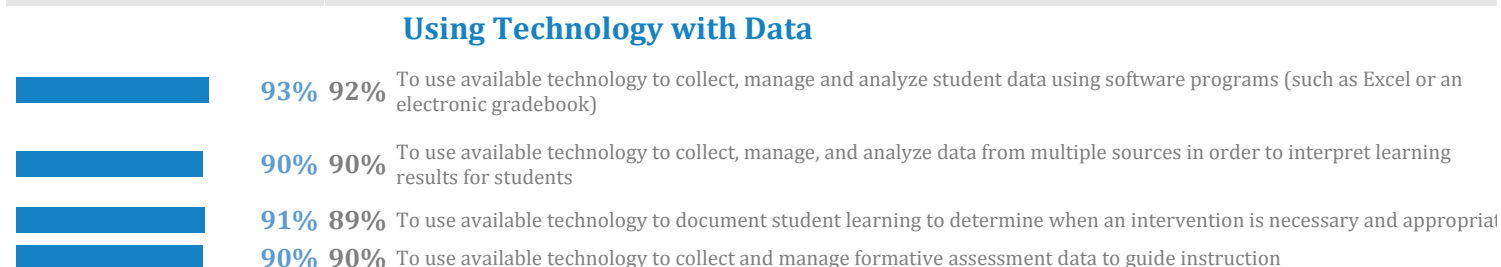 Using Technology with Data
93% 92% To use available technology to collect, manage and analyze student data using software programs (such as Excel or an
electronic gradebook)
90% 90% To use available technology to collect, manage, and analyze data from multiple sources in order to interpret learning
results for students
91% 89% To use available technology to document student learning to determine when an intervention is necessary and appropriat
90% 90% To use available technology to collect and manage formative assessment data to guide instruction